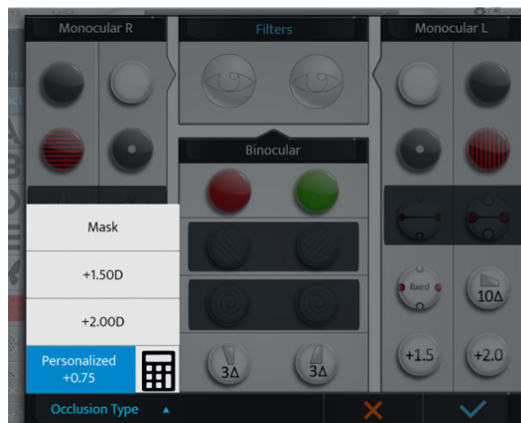 Monocular R
Filters
Monocular L
Binocular
Mask
+1.50D
+2.00D
Personalized
+0.75
fixed
10Δ
3Δ
3Δ
+1.5
+2.0
Occlusion Type